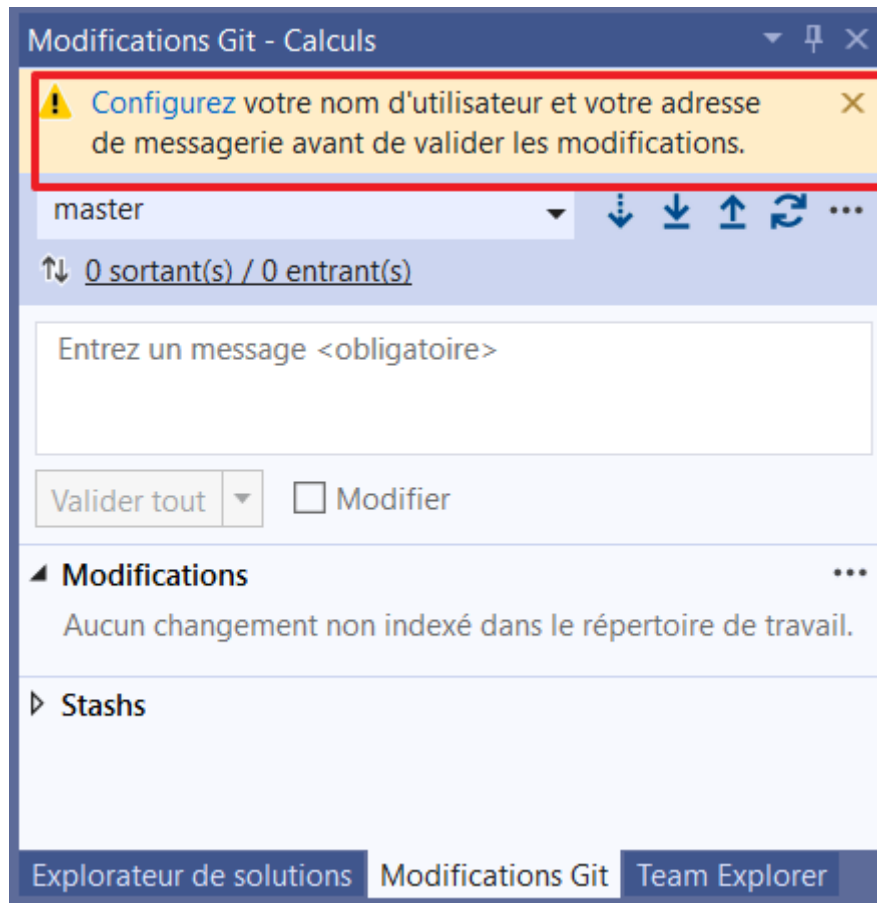 Modifications Git - Calculs
Configurez votre nom d'utilisateur et votre adresse
de messagerie avant de valider les modifications.
master
0 sortant(s) / 0 entrant(s)
Entrez un message <obligatoire>
Valider tout
Modifier
Modifications
Aucun changement non indexé dans le répertoire de travail.
Stashs
Explorateur de solutions Modifications Git Team Explorer